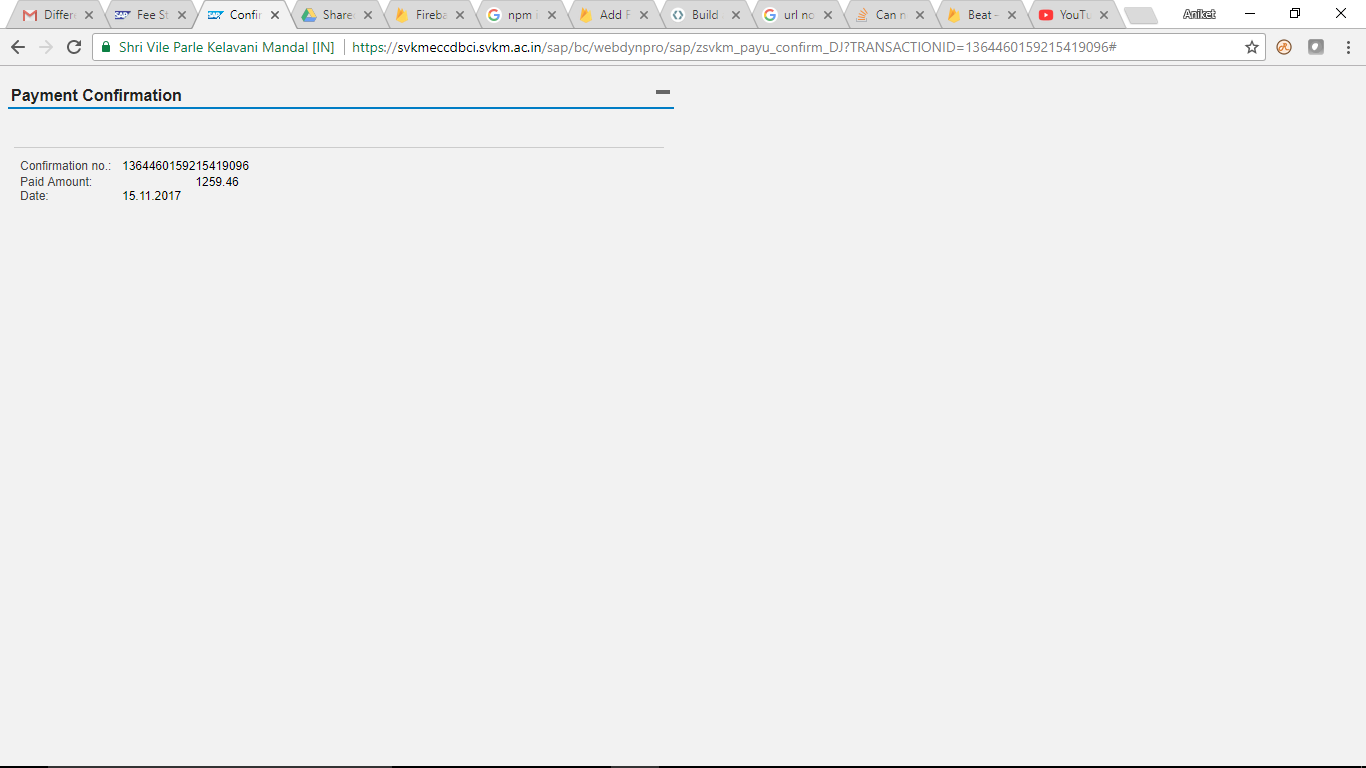 Differ Fee St Confir Share Fireba npm i Add F Build url no Can n Beat - YouTu Aniket
Shri Vile Parle Kelavani Mandal [IN] https://svkmeccdbci.svkm.ac.in/sap/bc/webdynpro/sap/zsvkm_payu_confirm_DJ?TRANSACTIONID=1364460159215419096#
Payment Confirmation
Confirmation no.: 1364460159215419096
Paid Amount: 1259.46
Date: 15.11.2017